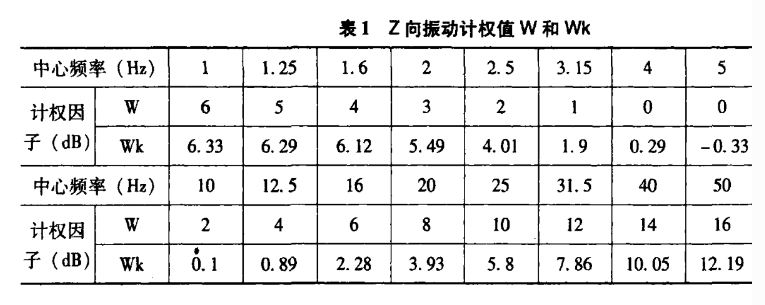 表1 Z向振动计权值W和Wk
中心频率(Hz) 1 1.25 1.6 2 2.5 3.15 4 5
计权因子(dB) W 6 5 4 3 2 1 0 0
Wk 6.33 6.29 6.12 5.49 4.01 1.9 0.29 -0.33
中心频率(Hz) 10 12.5 16 20 25 31.5 40 50
计权因子(dB) W 2 4 6 8 10 12 14 16
Wk 0.1 0.89 2.28 3.93 5.8 7.86 10.05 12.19